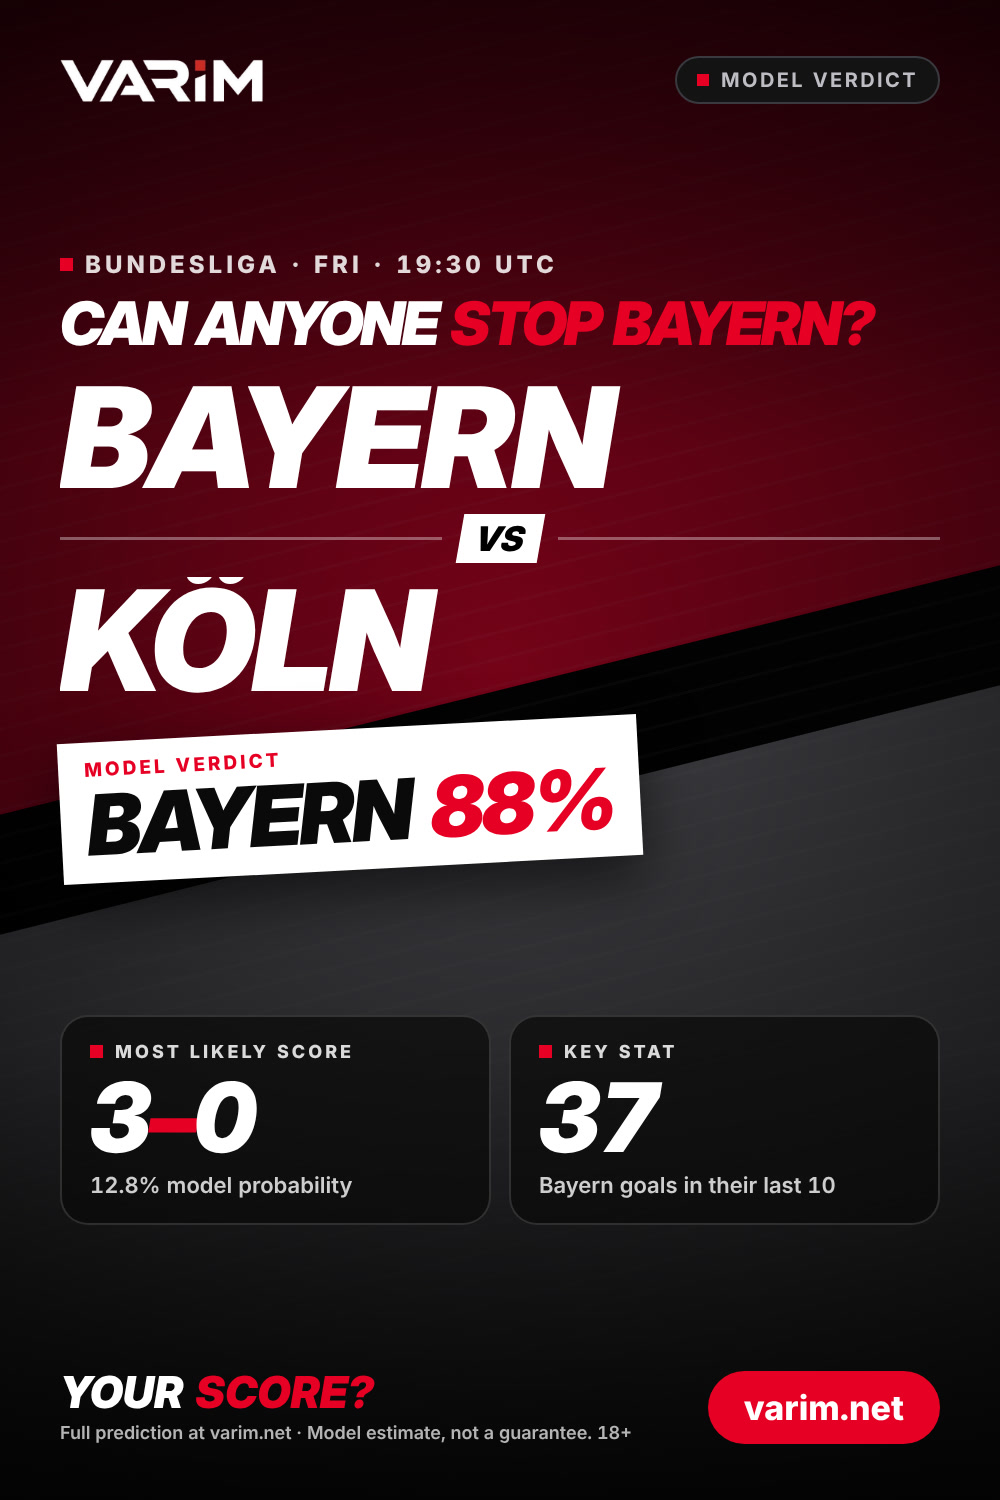 VARiM
MODEL VERDICT
BUNDESLIGA · FRI · 19:30 UTC
CAN ANYONE STOP BAYERN?
BAYERN
VS
KÖLN
MODEL VERDICT
BAYERN 88%
MOST LIKELY SCORE
3–0
12.8% model probability
KEY STAT
37
Bayern goals in their last 10
YOUR SCORE?
Full prediction at varim.net · Model estimate, not a guarantee. 18+
varim.net